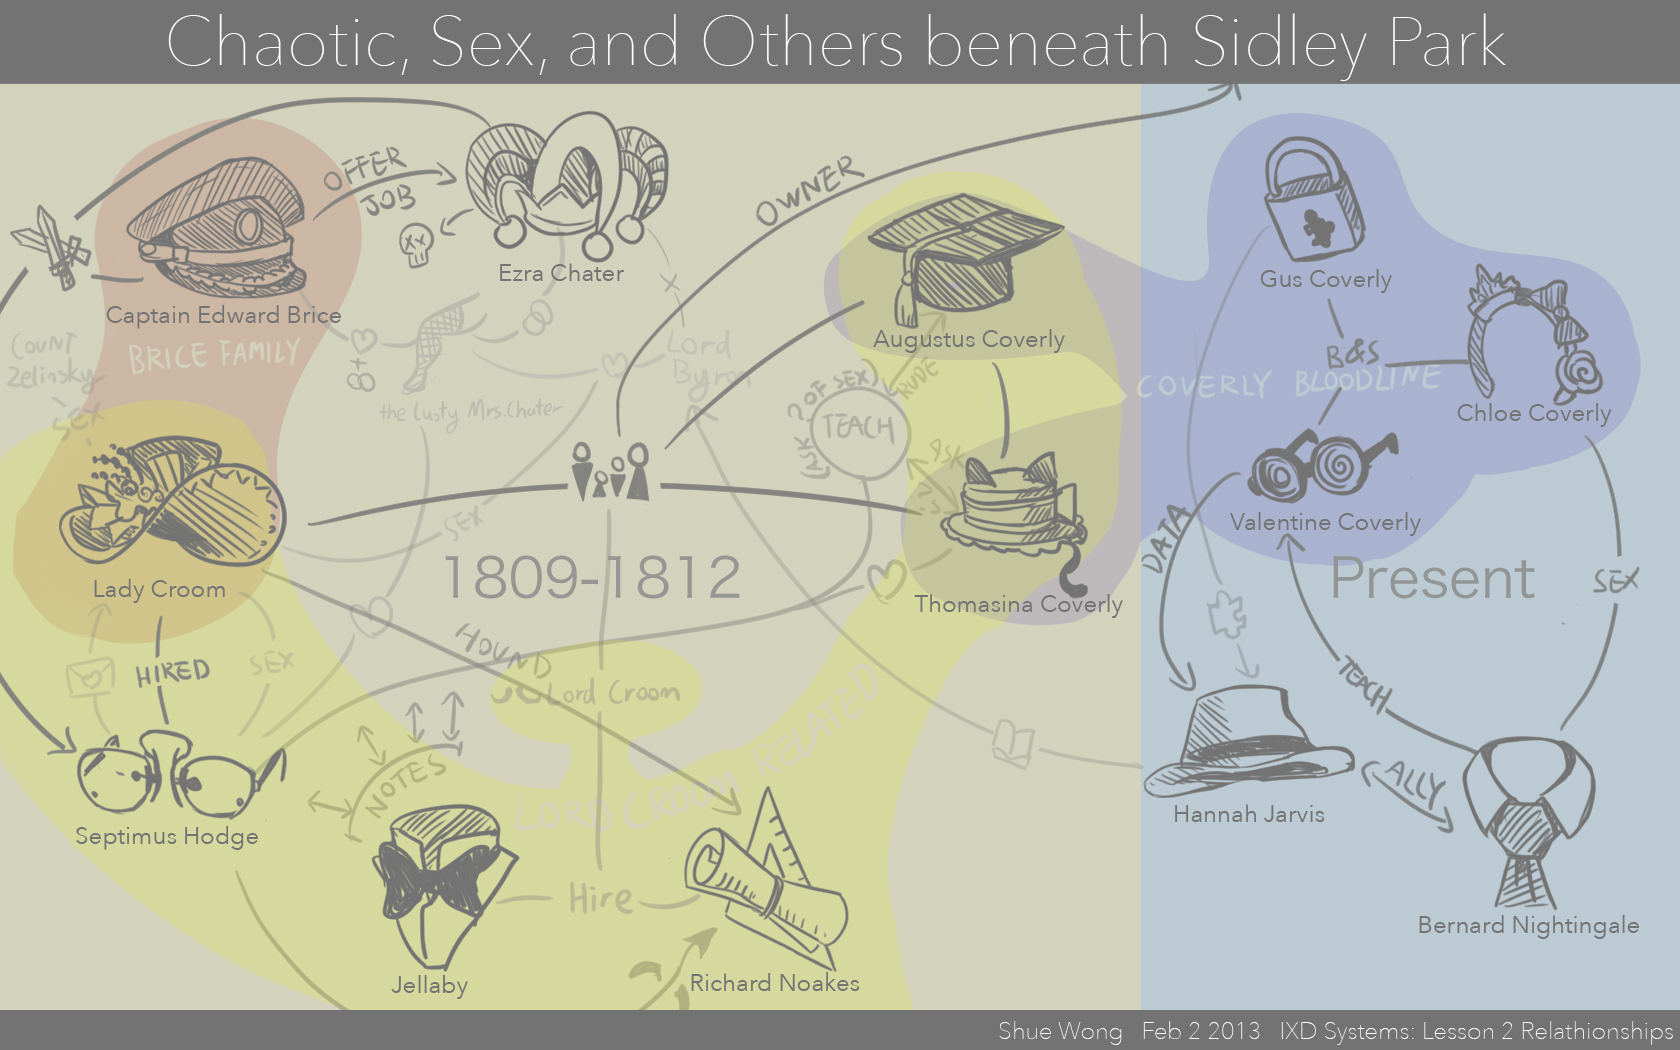 Chaotic, Sex, and Others beneath Sidley Park
OFFER
JOB
OWNER
Ezra Chater
Gus Coverly
Captain Edward Brice
Augustus Coverly
COUNT
Zelinsky
SEX
BRICE FAMILY
Lord
Byron
B&S
COVERLY BLOODLINE
8+
the Lusty Mrs. Chater
RUDE
ASK
? OF SEX)
TEACH
ASK
Chloe Coverly
SEX
Valentine Coverly
DATA
1809-1812
Present
SEX
Lady Croom
Thomasina Coverly
HOUND
HIRED
SEX
Lord Croom
TEACH
LORD CROOM RELATED
NOTES
ALLY
Septimus Hodge
Hannah Jarvis
Hire
Bernard Nightingale
Jellaby
Richard Noakes
Shue Wong Feb 2 2013 IXD Systems: Lesson 2 Relathionships